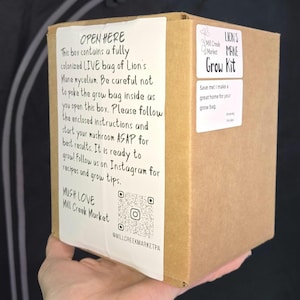 OPEN HERE
This box contains a fully
colonized LIVE bag of Lion's
Mane mycelium. Be careful not
to poke the grow bag inside as
you open this box. Please follow
the enclosed instructions and
start your mushroom ASAP for
best results. It is ready to
grow! Follow us on Instagram for
recipes and grow tips.
MUSH LOVE
Mill Creek Market
@MILLCREEKMARKETPA
Mill Creek
Market
LION'S
MANE
Grow Kit
Save me! I make a
great home for your
grow bag.